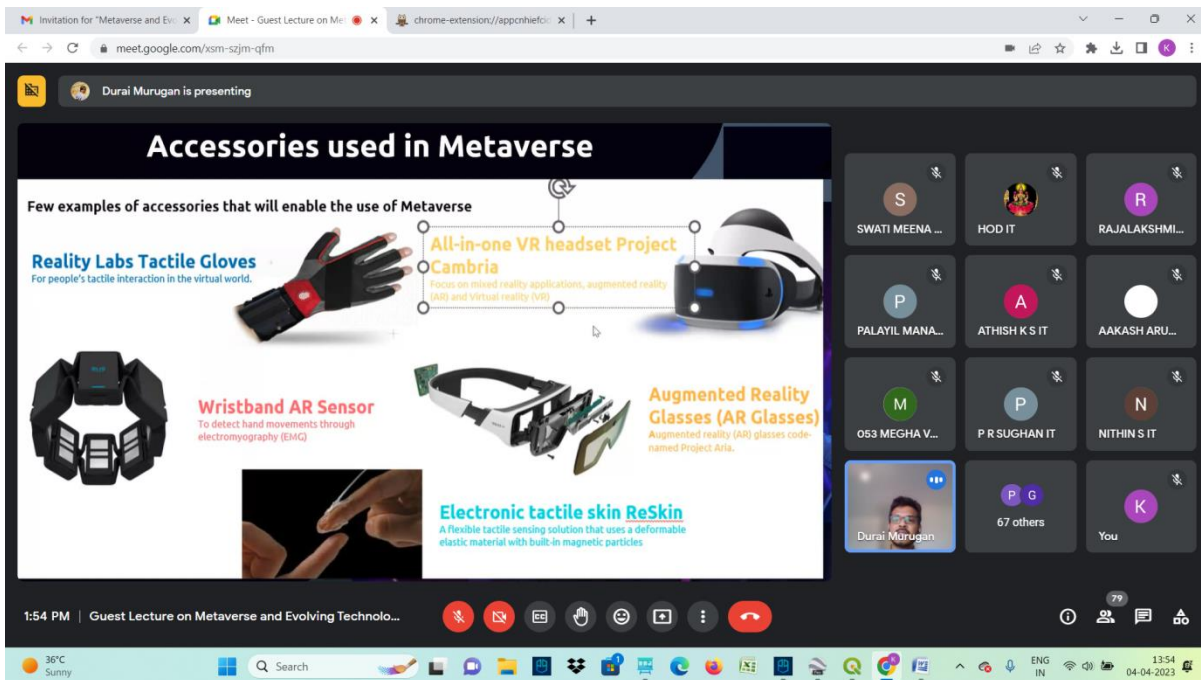 Invitation for "Metaverse and Evo
Meet - Guest Lecture on Met
chrome-extension://appcnhiefcid
meet.google.com/xsm-szjm-qfm
K
Durai Murugan is presenting
Accessories used in Metaverse
Few examples of accessories that will enable the use of Metaverse
Reality Labs Tactile Gloves
For people's tactile interaction in the virtual world.
All-in-one VR headset Project
Cambria
Focus on mixed reality applications, augmented reality
(AR) and Virtual reality (VR)
Wristband AR Sensor
To detect hand movements through
electromyography (EMG)
Augmented Reality
Glasses (AR Glasses)
Augmented reality (AR) glasses code-
named Project Aria.
Electronic tactile skin ReSkin
A flexible tactile sensing solution that uses a deformable
elastic material with built-in magnetic particles
S
SWATI MEENA ...
HOD IT
R
RAJALAKSHMI...
P
PALAYIL MANA...
A
ATHISH K S IT
AAKASH ARU...
M
053 MEGHA V...
P
P R SUGHAN IT
N
NITHIN S IT
Durai Murugan
P G
67 others
K
You
1:54 PM | Guest Lecture on Metaverse and Evolving Technolo...
CC
79
36°C
Sunny
Search
ENG
IN
13:54
04-04-2023